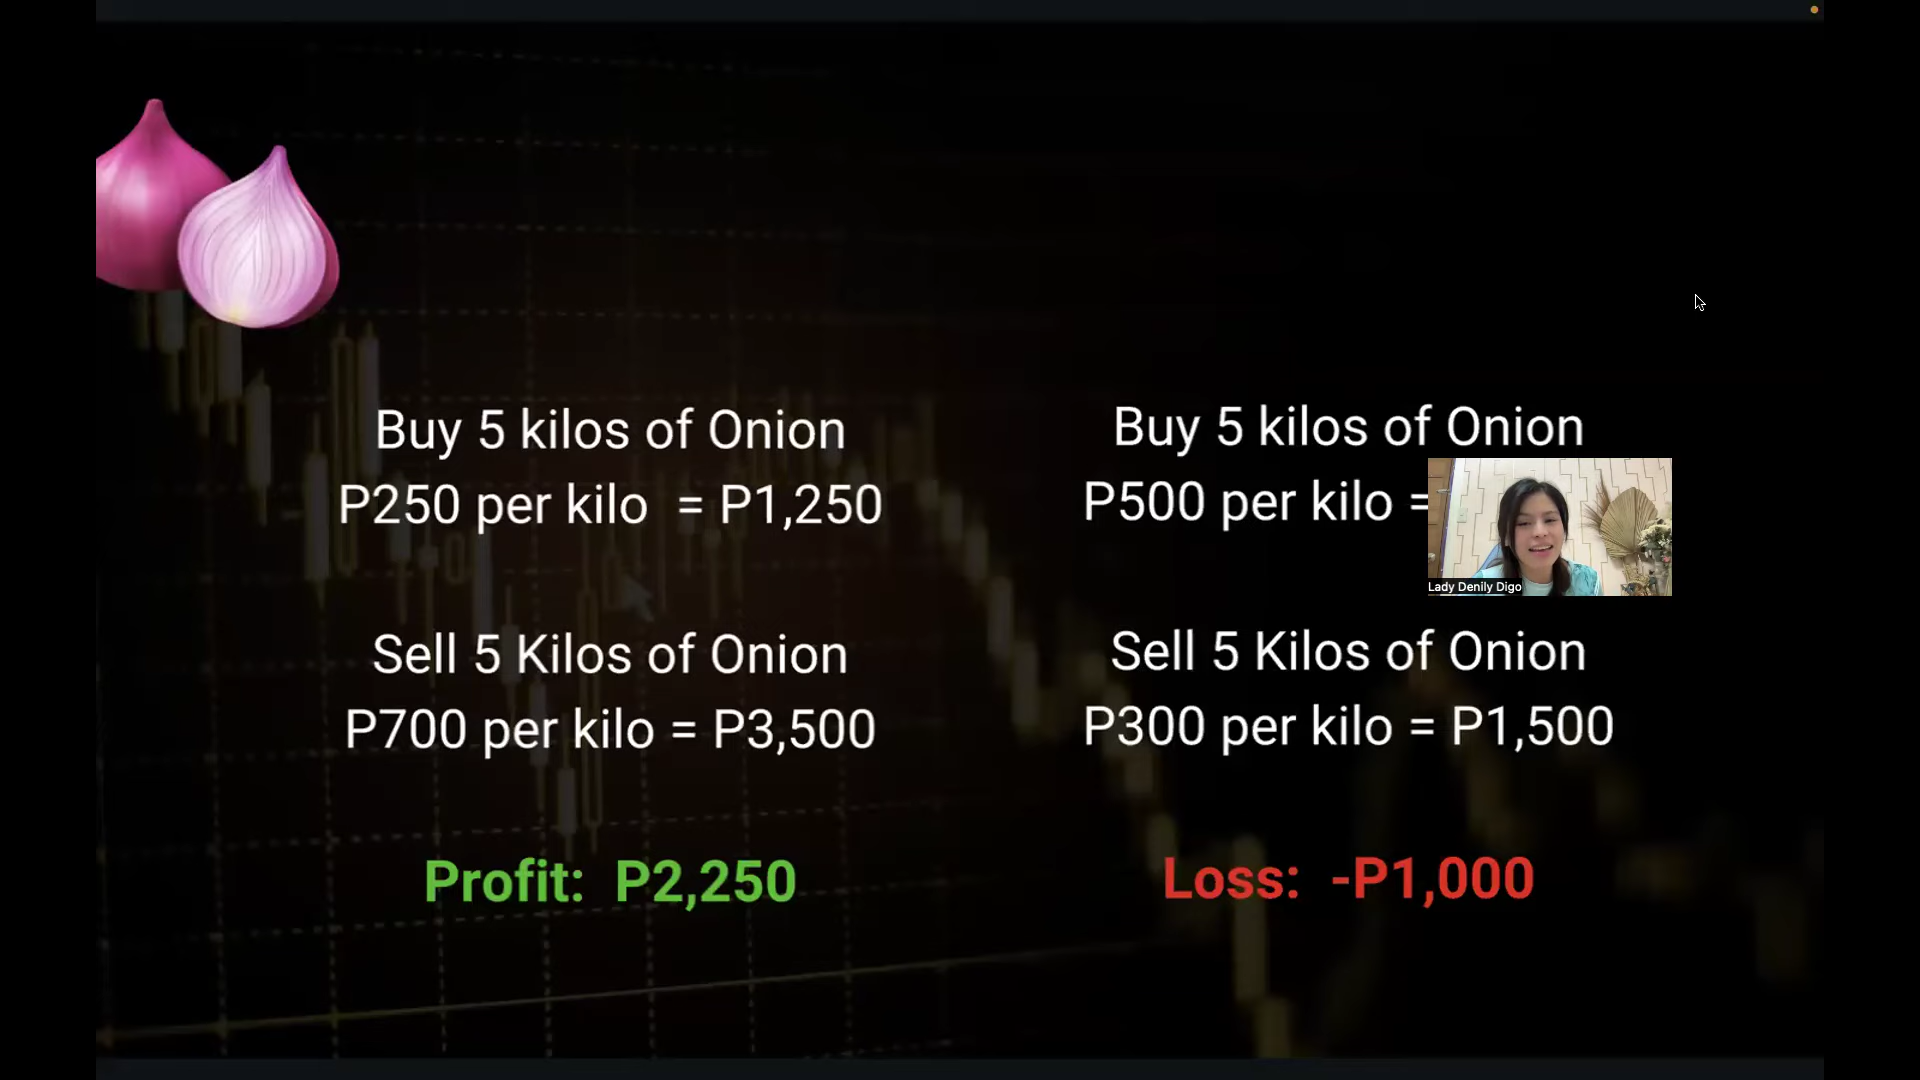 Buy 5 kilos of Onion
P250 per kilo = P1,250
Sell 5 Kilos of Onion
P700 per kilo = P3,500
Profit: P2,250
Buy 5 kilos of Onion
P500 per kilo =
Lady Denily Digo
Sell 5 Kilos of Onion
P300 per kilo = P1,500
Loss: -P1,000